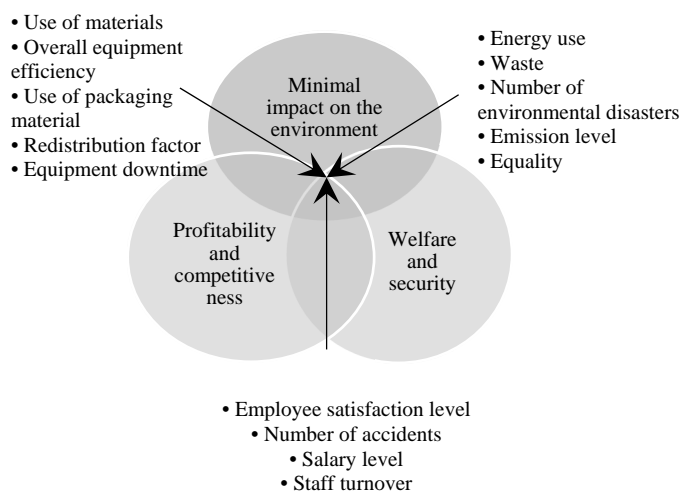 • Use of materials
• Overall equipment
efficiency
• Use of packaging
material
• Redistribution factor
• Equipment downtime
• Energy use
• Waste
• Number of
environmental disasters
• Emission level
• Equality
Minimal
impact on the
environment
Profitability
and
competitive
ness
Welfare
and
security
• Employee satisfaction level
• Number of accidents
• Salary level
• Staff turnover